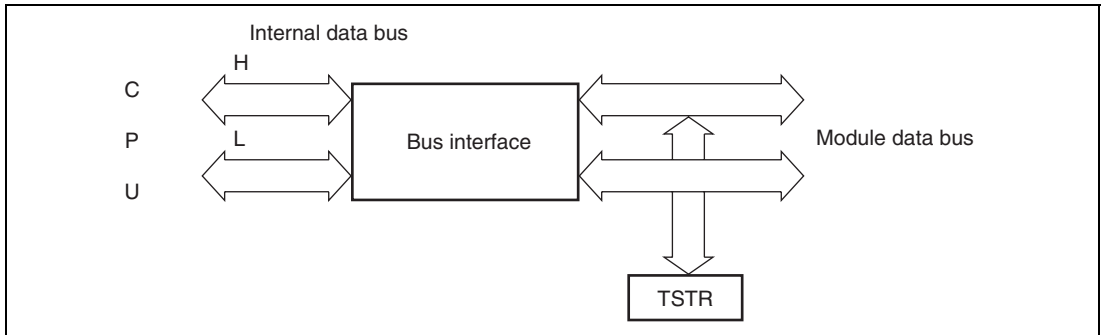 Internal data bus
H
C
P
L
Bus interface
Module data bus
U
TSTR